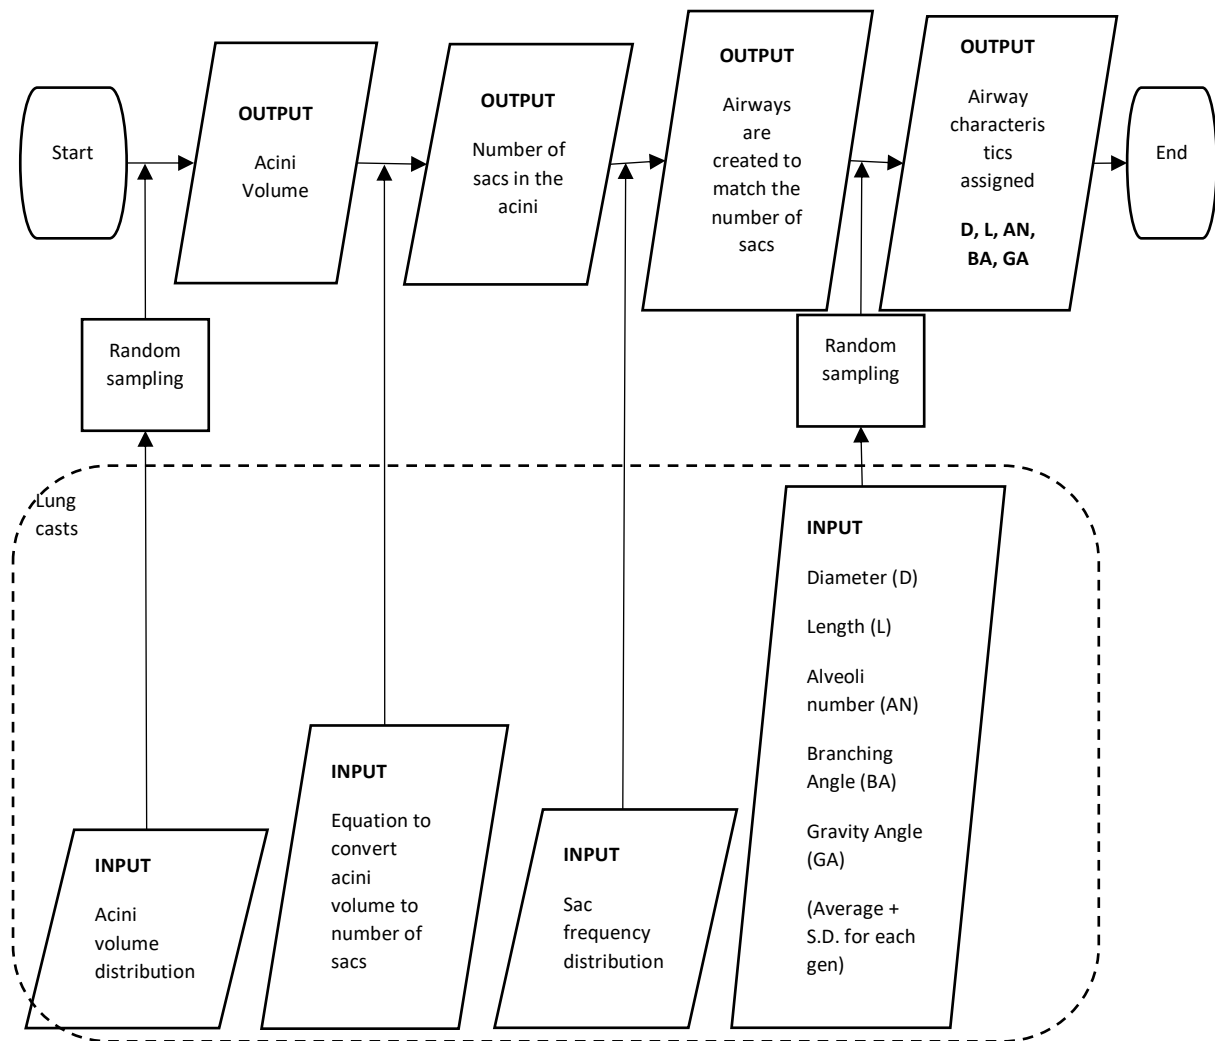 Start
OUTPUT
Acini
Volume
OUTPUT
Number of
sacs in the
acini
OUTPUT
Airways
are
created to
match the
number of
sacs
OUTPUT
Airway
characteris
tics
assigned
D, L, AN,
BA, GA
End
Random
sampling
Random
sampling
Lung
casts
INPUT
Acini
volume
distribution
INPUT
Equation to
convert
acini
volume to
number of
sacs
INPUT
Sac
frequency
distribution
INPUT
Diameter (D)
Length (L)
Alveoli
number (AN)
Branching
Angle (BA)
Gravity Angle
(GA)
(Average +
S.D. for each
gen)